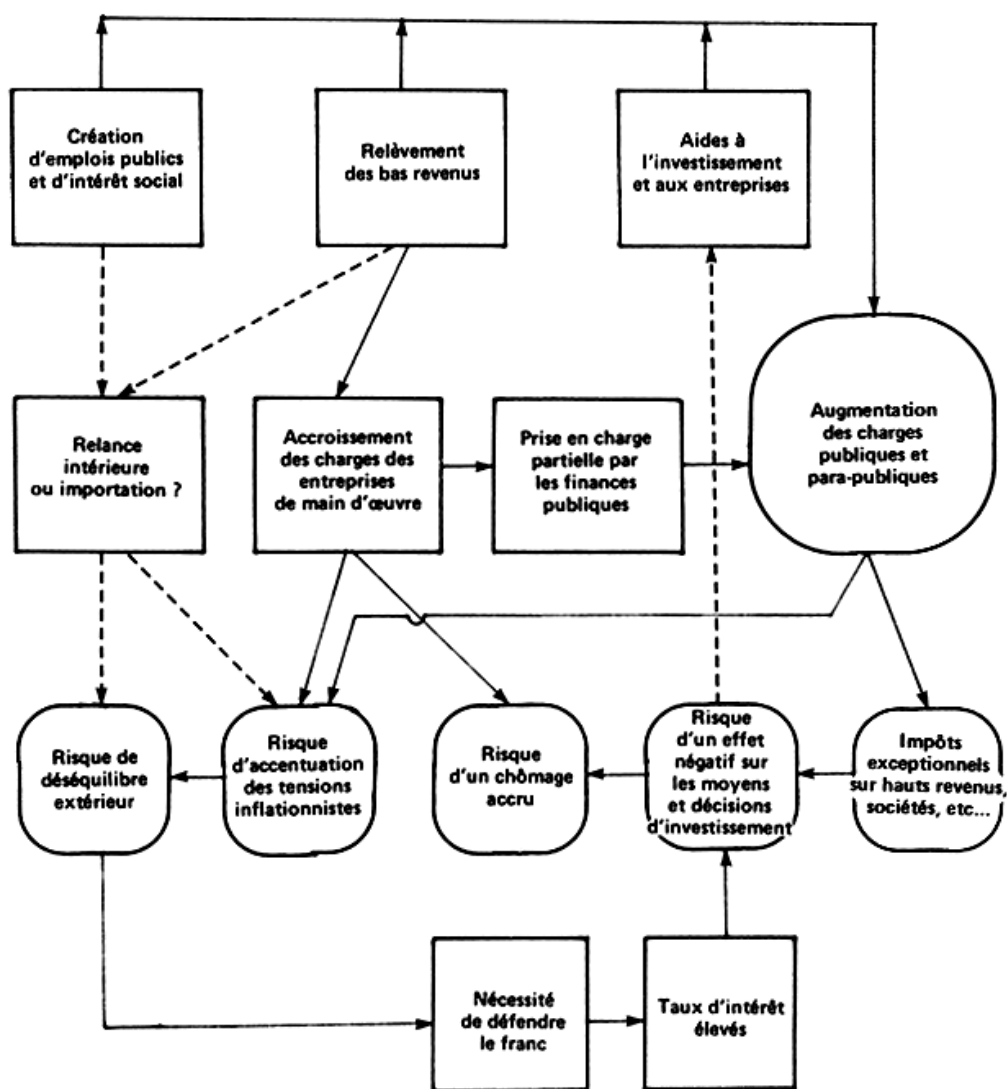 Création
d'emplois publics
et d'intérêt social
Relèvement
des bas revenus
Aides à
l'investissement
et aux entreprises
Relance
intérieure
ou importation ?
Accroissement
des charges des
entreprises
de main d'œuvre
Prise en charge
partielle par
les finances
publiques
Augmentation
des charges
publiques et
para-publiques
Risque de
déséquilibre
extérieur
Risque
d'accentuation
des tensions
inflationnistes
Risque
d'un chômage
accru
Risque
d'un effet
négatif sur
les moyens
et décisions
d'investissement
Impôts
exceptionnels
sur hauts revenus,
sociétés, etc...
Nécessité
de défendre
le franc
Taux d'intérêt
élevés